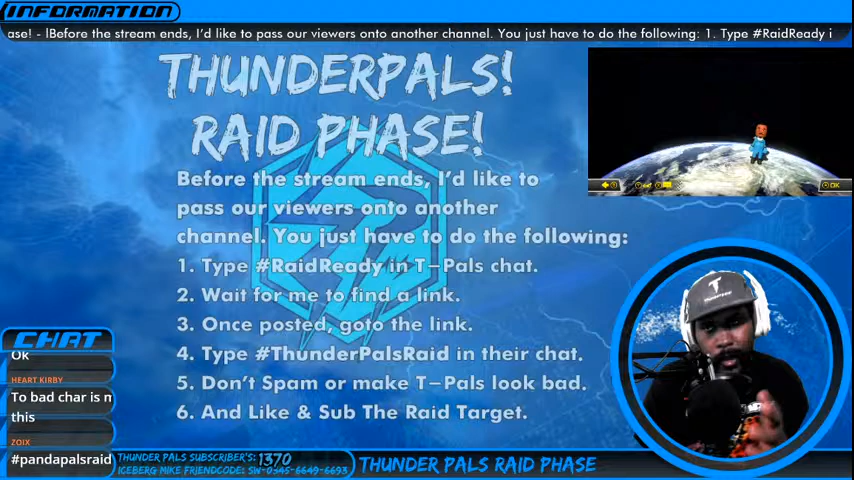 INFORMATION
ase! - !Before the stream ends, I'd like to pass our viewers onto another channel. You just have to do the following: 1. Type #RaidReady i
THUNDERPALS!
RAID PHASE!
Before the stream ends, I'd like to
pass our viewers onto another
channel. You just have to do the following:
1. Type #RaidReady in T-Pals chat.
2. Wait for me to find a link.
3. Once posted, goto the link.
4. Type #ThunderPalsRaid in their chat.
5. Don't Spam or make T-Pals look bad.
6. And Like & Sub The Raid Target.
OK
CHAT
Ok
HEART KIRBY
To bad char is n
this
ZOIX
#pandapalsraid
THUNDER PALS SUBSCRIBER'S: 1370
ICEBERG MIKE FRIENDCODE: SW-0345-6649-6693
THUNDER PALS RAID PHASE